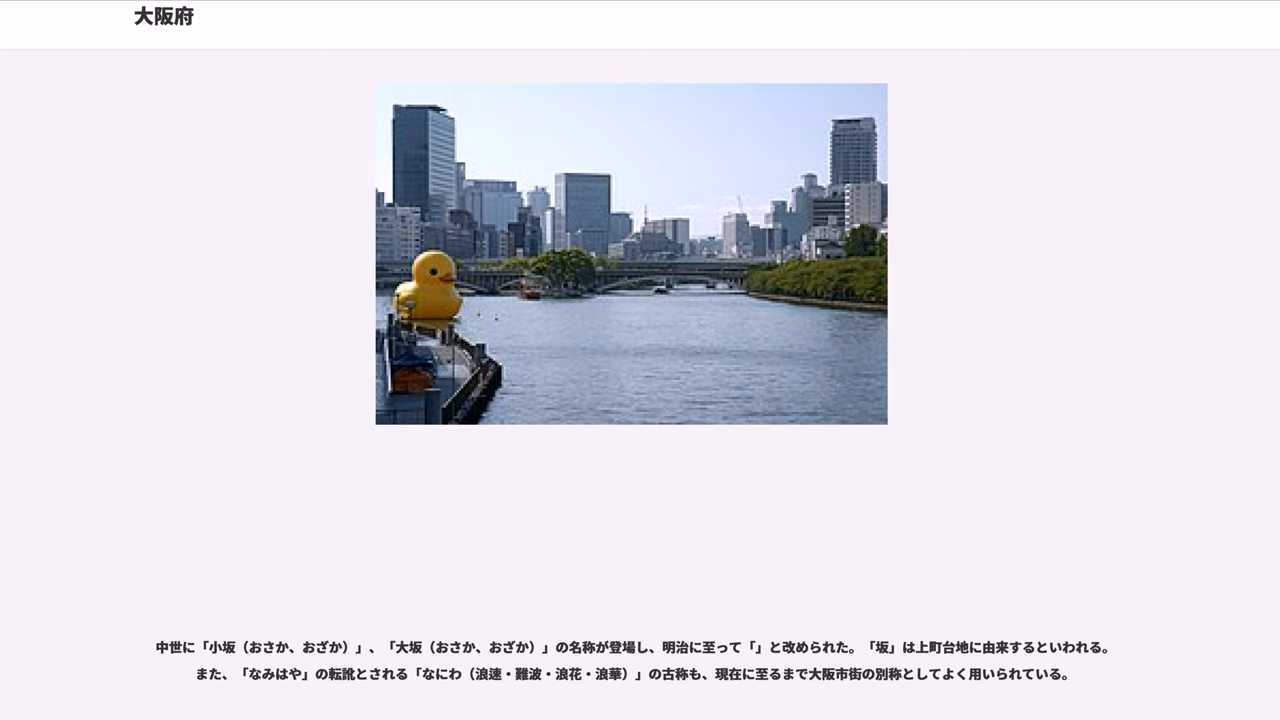 大阪府
中世に「小坂（おさか、おざか）」、「大坂（おさか、おざか）」の名称が登場し、明治に至って「」と改められた。「坂」は上町台地に由来するといわれる。
また、「なみはや」の転訛とされる「なにわ（浪速・難波・浪花・浪華）」の古称も、現在に至るまで大阪市街の別称としてよく用いられている。